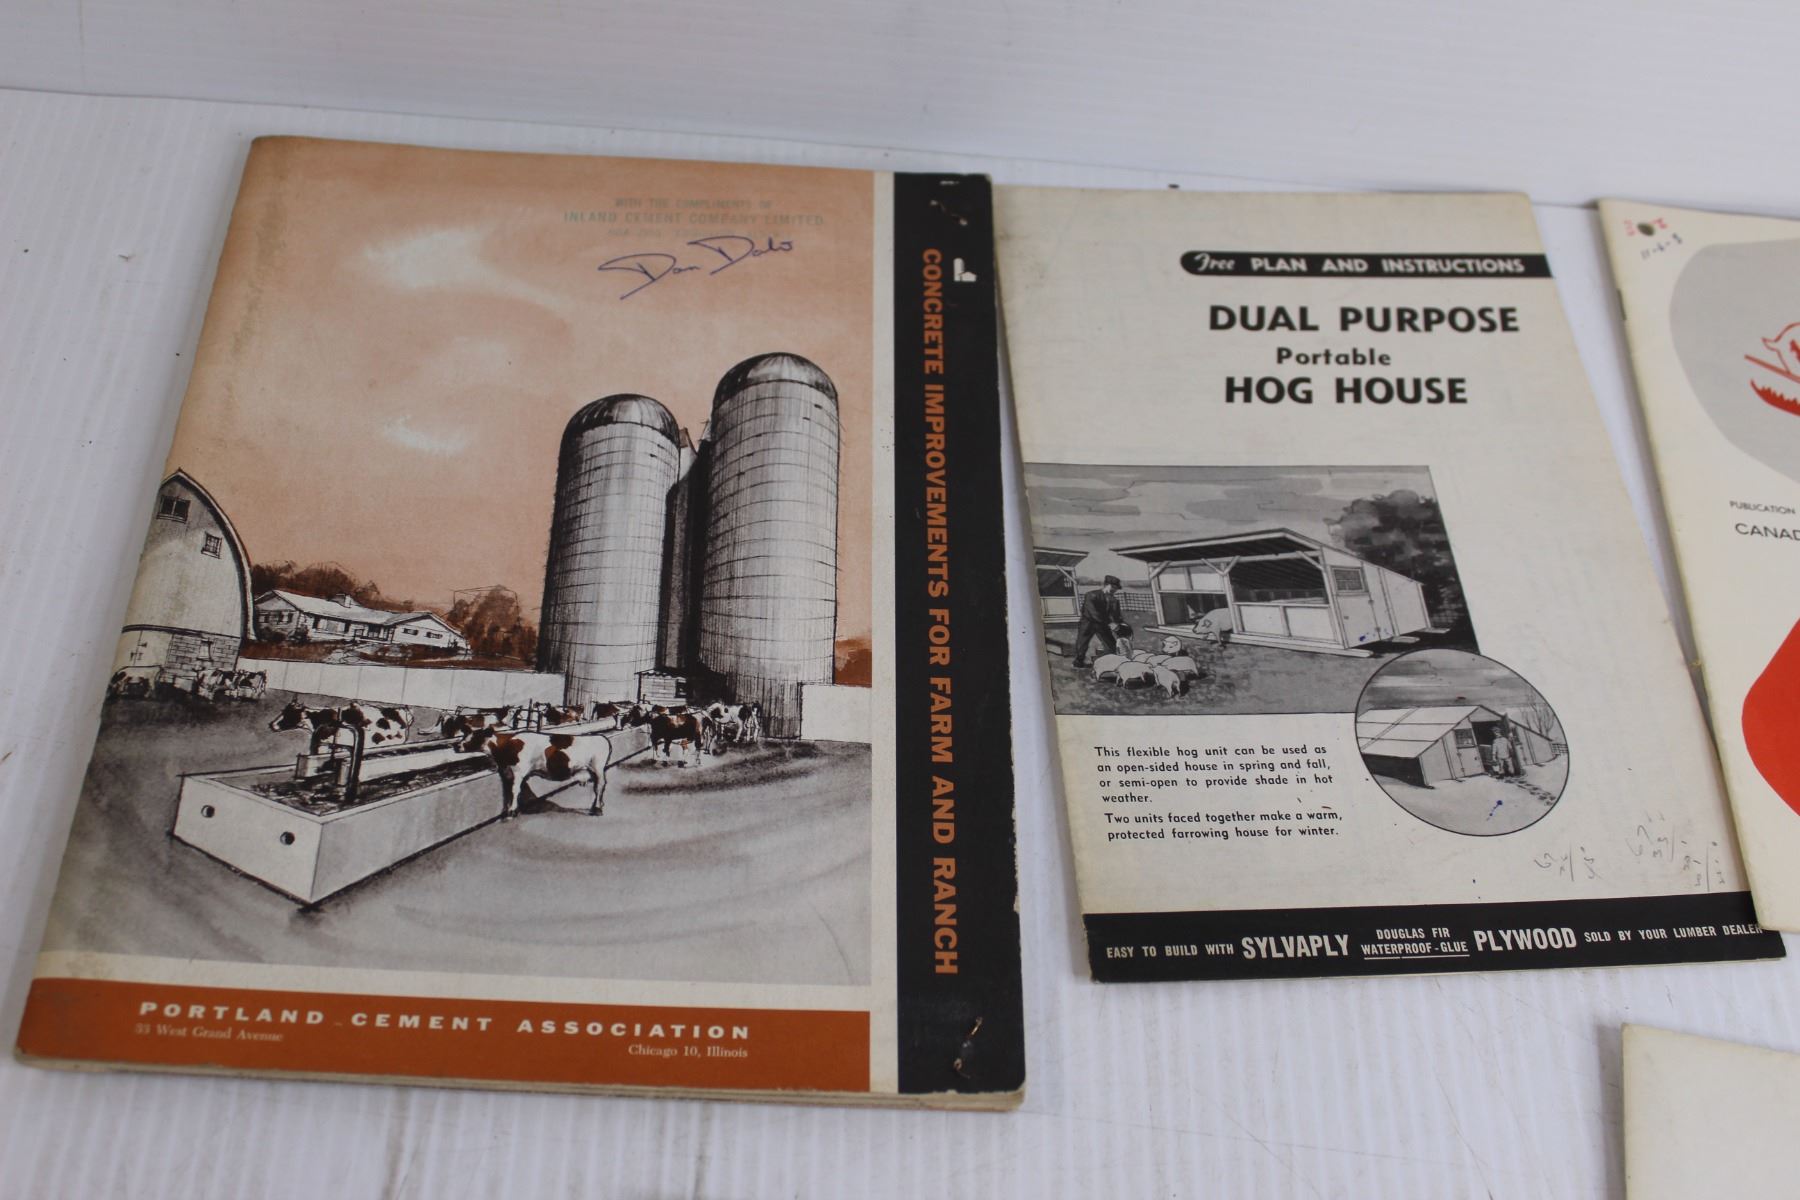 WITH THE COMPLIMENTS OF
INLAND CEMENT COMPANY LIMITED
Don
CONCRETE IMPROVEMENTS FOR FARM AND RANCH
PORTLAND CEMENT ASSOCIATION
33 West Grand Avenue
Chicago 10, Illinois
Free PLAN AND INSTRUCTIONS
DUAL PURPOSE
Portable
HOG HOUSE
This flexible hog unit can be used as
an open-sided house in spring and fall,
or semi-open to provide shade in hot
weather.
Two units faced together make a warm,
protected farrowing house for winter.
EASY TO BUILD WITH SYLVAPLY DOUGLAS FIR WATERPROOF-GLUE PLYWOOD SOLD BY YOUR LUMBER DEALER
PUBLICATION
CANAD